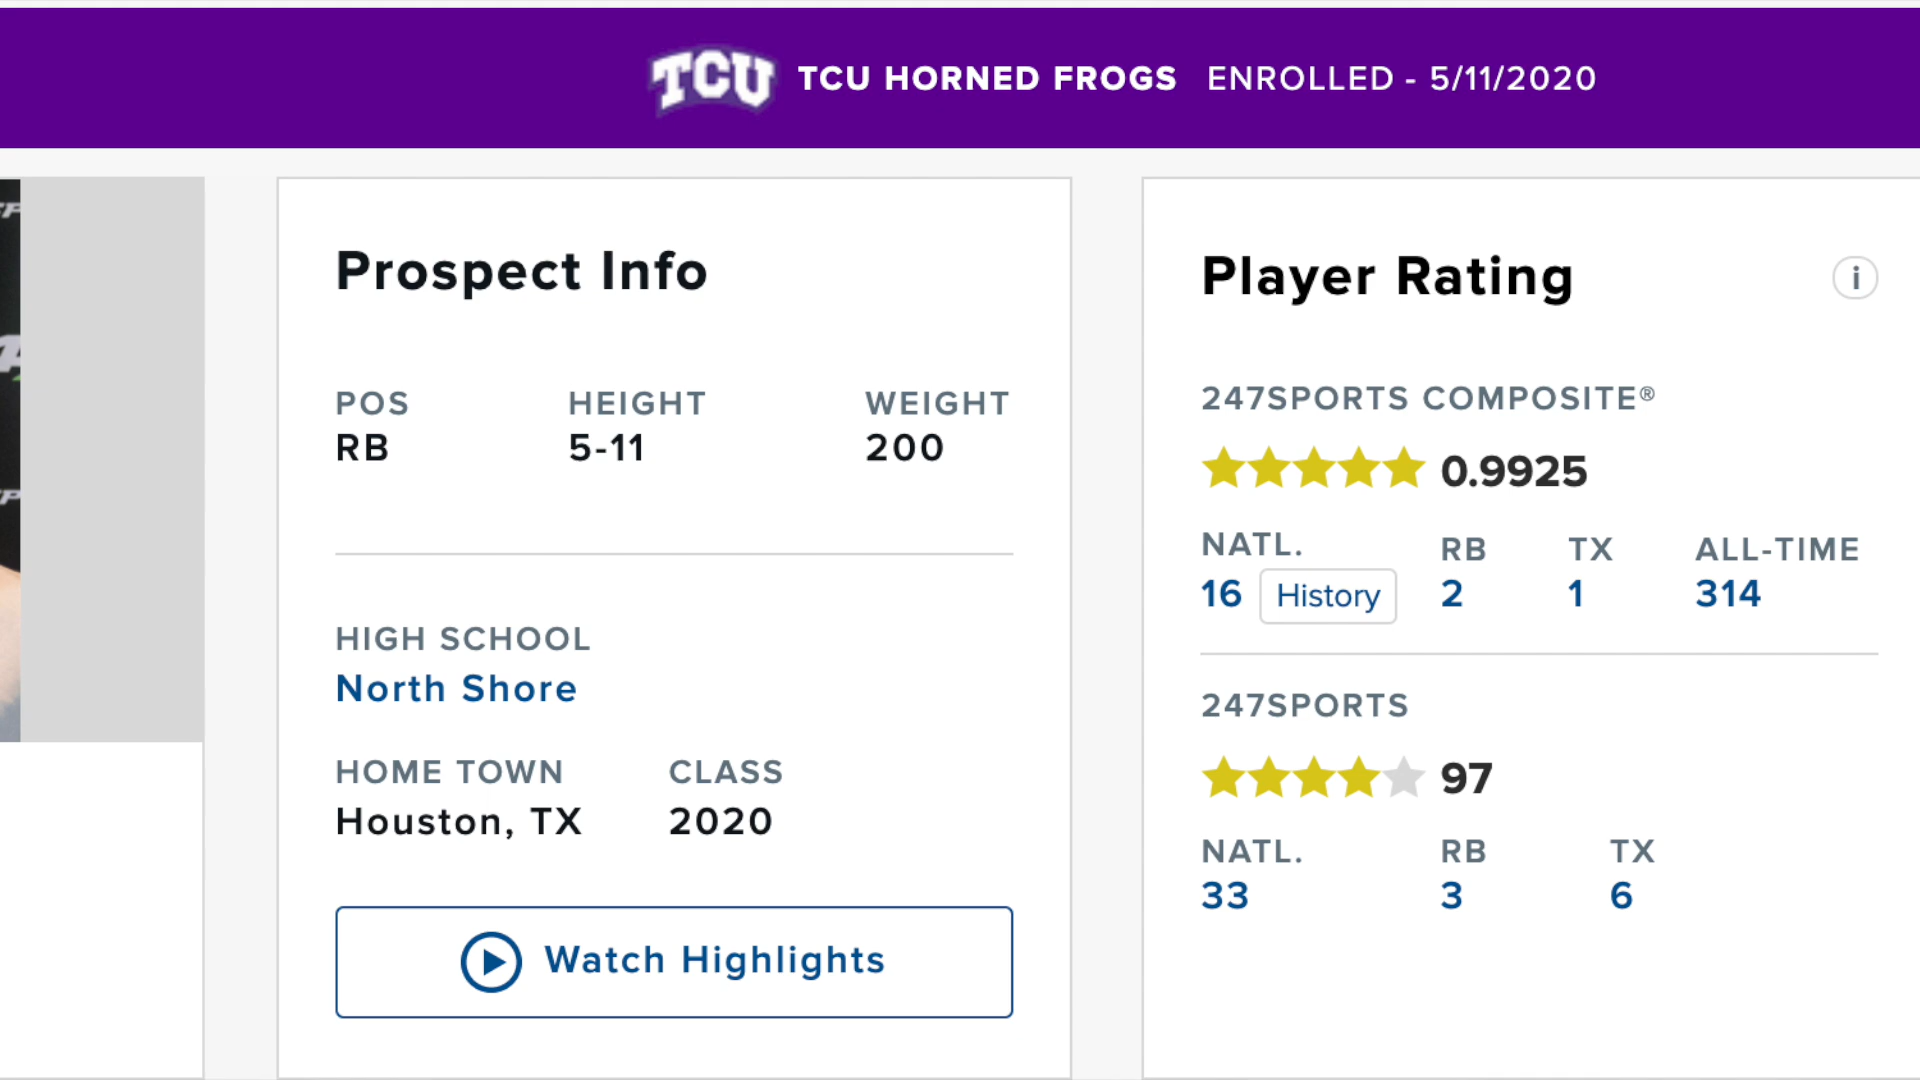 TCU TCU HORNED FROGS ENROLLED - 5/11/2020
Prospect Info
POS HEIGHT WEIGHT
RB 5-11 200
HIGH SCHOOL
North Shore
HOME TOWN CLASS
Houston, TX 2020
Watch Highlights
Player Rating i
247SPORTS COMPOSITE®
0.9925
NATL. RB TX ALL-TIME
16 History 2 1 314
247SPORTS
97
NATL. RB TX
33 3 6